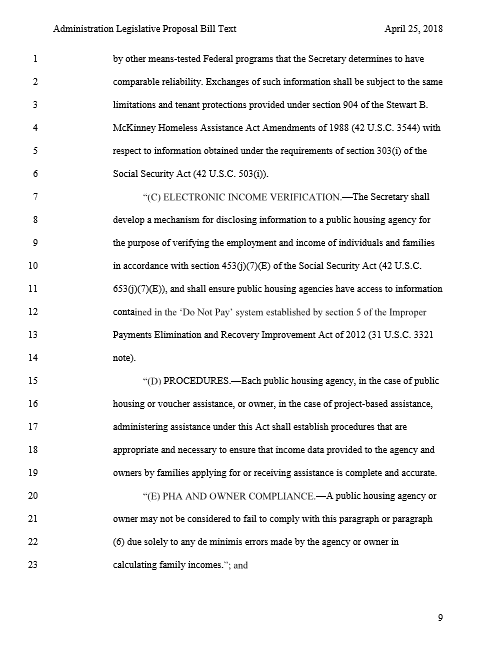 Administration Legislative Proposal Bill Text April 25, 2018
1 by other means-tested Federal programs that the Secretary determines to have
2 comparable reliability. Exchanges of such information shall be subject to the same
3 limitations and tenant protections provided under section 904 of the Stewart B.
4 McKinney Homeless Assistance Act Amendments of 1988 (42 U.S.C. 3544) with
5 respect to information obtained under the requirements of section 303(i) of the
6 Social Security Act (42 U.S.C. 503(i)).
7 “(C) ELECTRONIC INCOME VERIFICATION.—The Secretary shall
8 develop a mechanism for disclosing information to a public housing agency for
9 the purpose of verifying the employment and income of individuals and families
10 in accordance with section 453(j)(7)(E) of the Social Security Act (42 U.S.C.
11 653(j)(7)(E)), and shall ensure public housing agencies have access to information
12 contained in the ‘Do Not Pay’ system established by section 5 of the Improper
13 Payments Elimination and Recovery Improvement Act of 2012 (31 U.S.C. 3321
14 note).
15 “(D) PROCEDURES.—Each public housing agency, in the case of public
16 housing or voucher assistance, or owner, in the case of project-based assistance,
17 administering assistance under this Act shall establish procedures that are
18 appropriate and necessary to ensure that income data provided to the agency and
19 owners by families applying for or receiving assistance is complete and accurate.
20 “(E) PHA AND OWNER COMPLIANCE.—A public housing agency or
21 owner may not be considered to fail to comply with this paragraph or paragraph
22 (6) due solely to any de minimis errors made by the agency or owner in
23 calculating family incomes.”; and
9